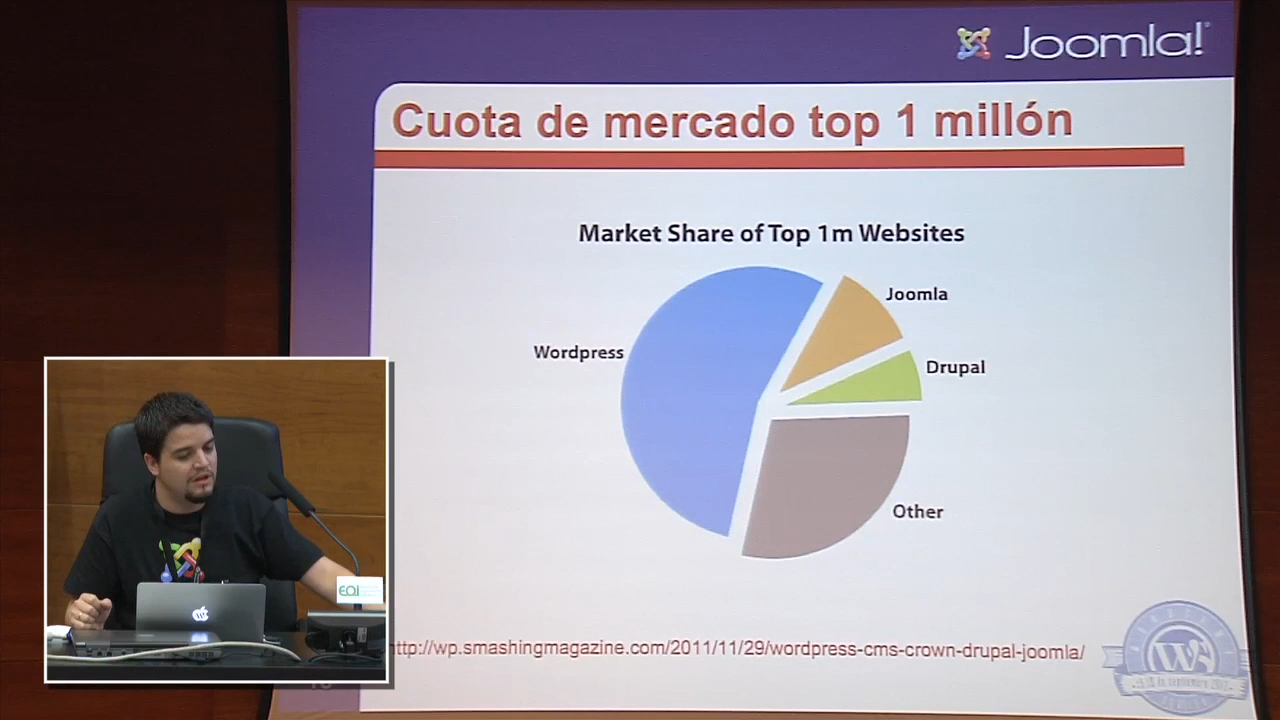 Joomla!
Cuota de mercado top 1 millón
Market Share of Top 1m Websites
Joomla
Wordpress
Drupal
Other
http://wp.smashingmagazine.com/2011/11/29/wordpress-cms-crown-drupal-joomla/
EOI